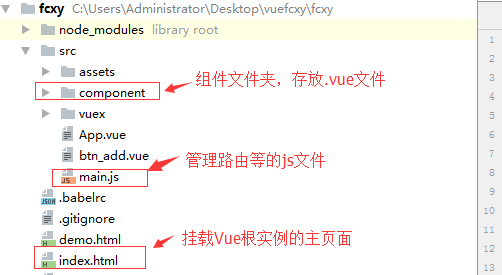 fcxy C:\Users\Administrator\Desktop\vuefcxy\fcxy
node_modules library root
src
assets
component
组件文件夹，存放.vue文件
vuex
App.vue
btn_add.vue
管理路由等的js文件
main.js
.babelrc
.gitignore
demo.html
挂载Vue根实例的主页面
index.html
1
2
3
4
5
6
7
8
9
10
11
12
13